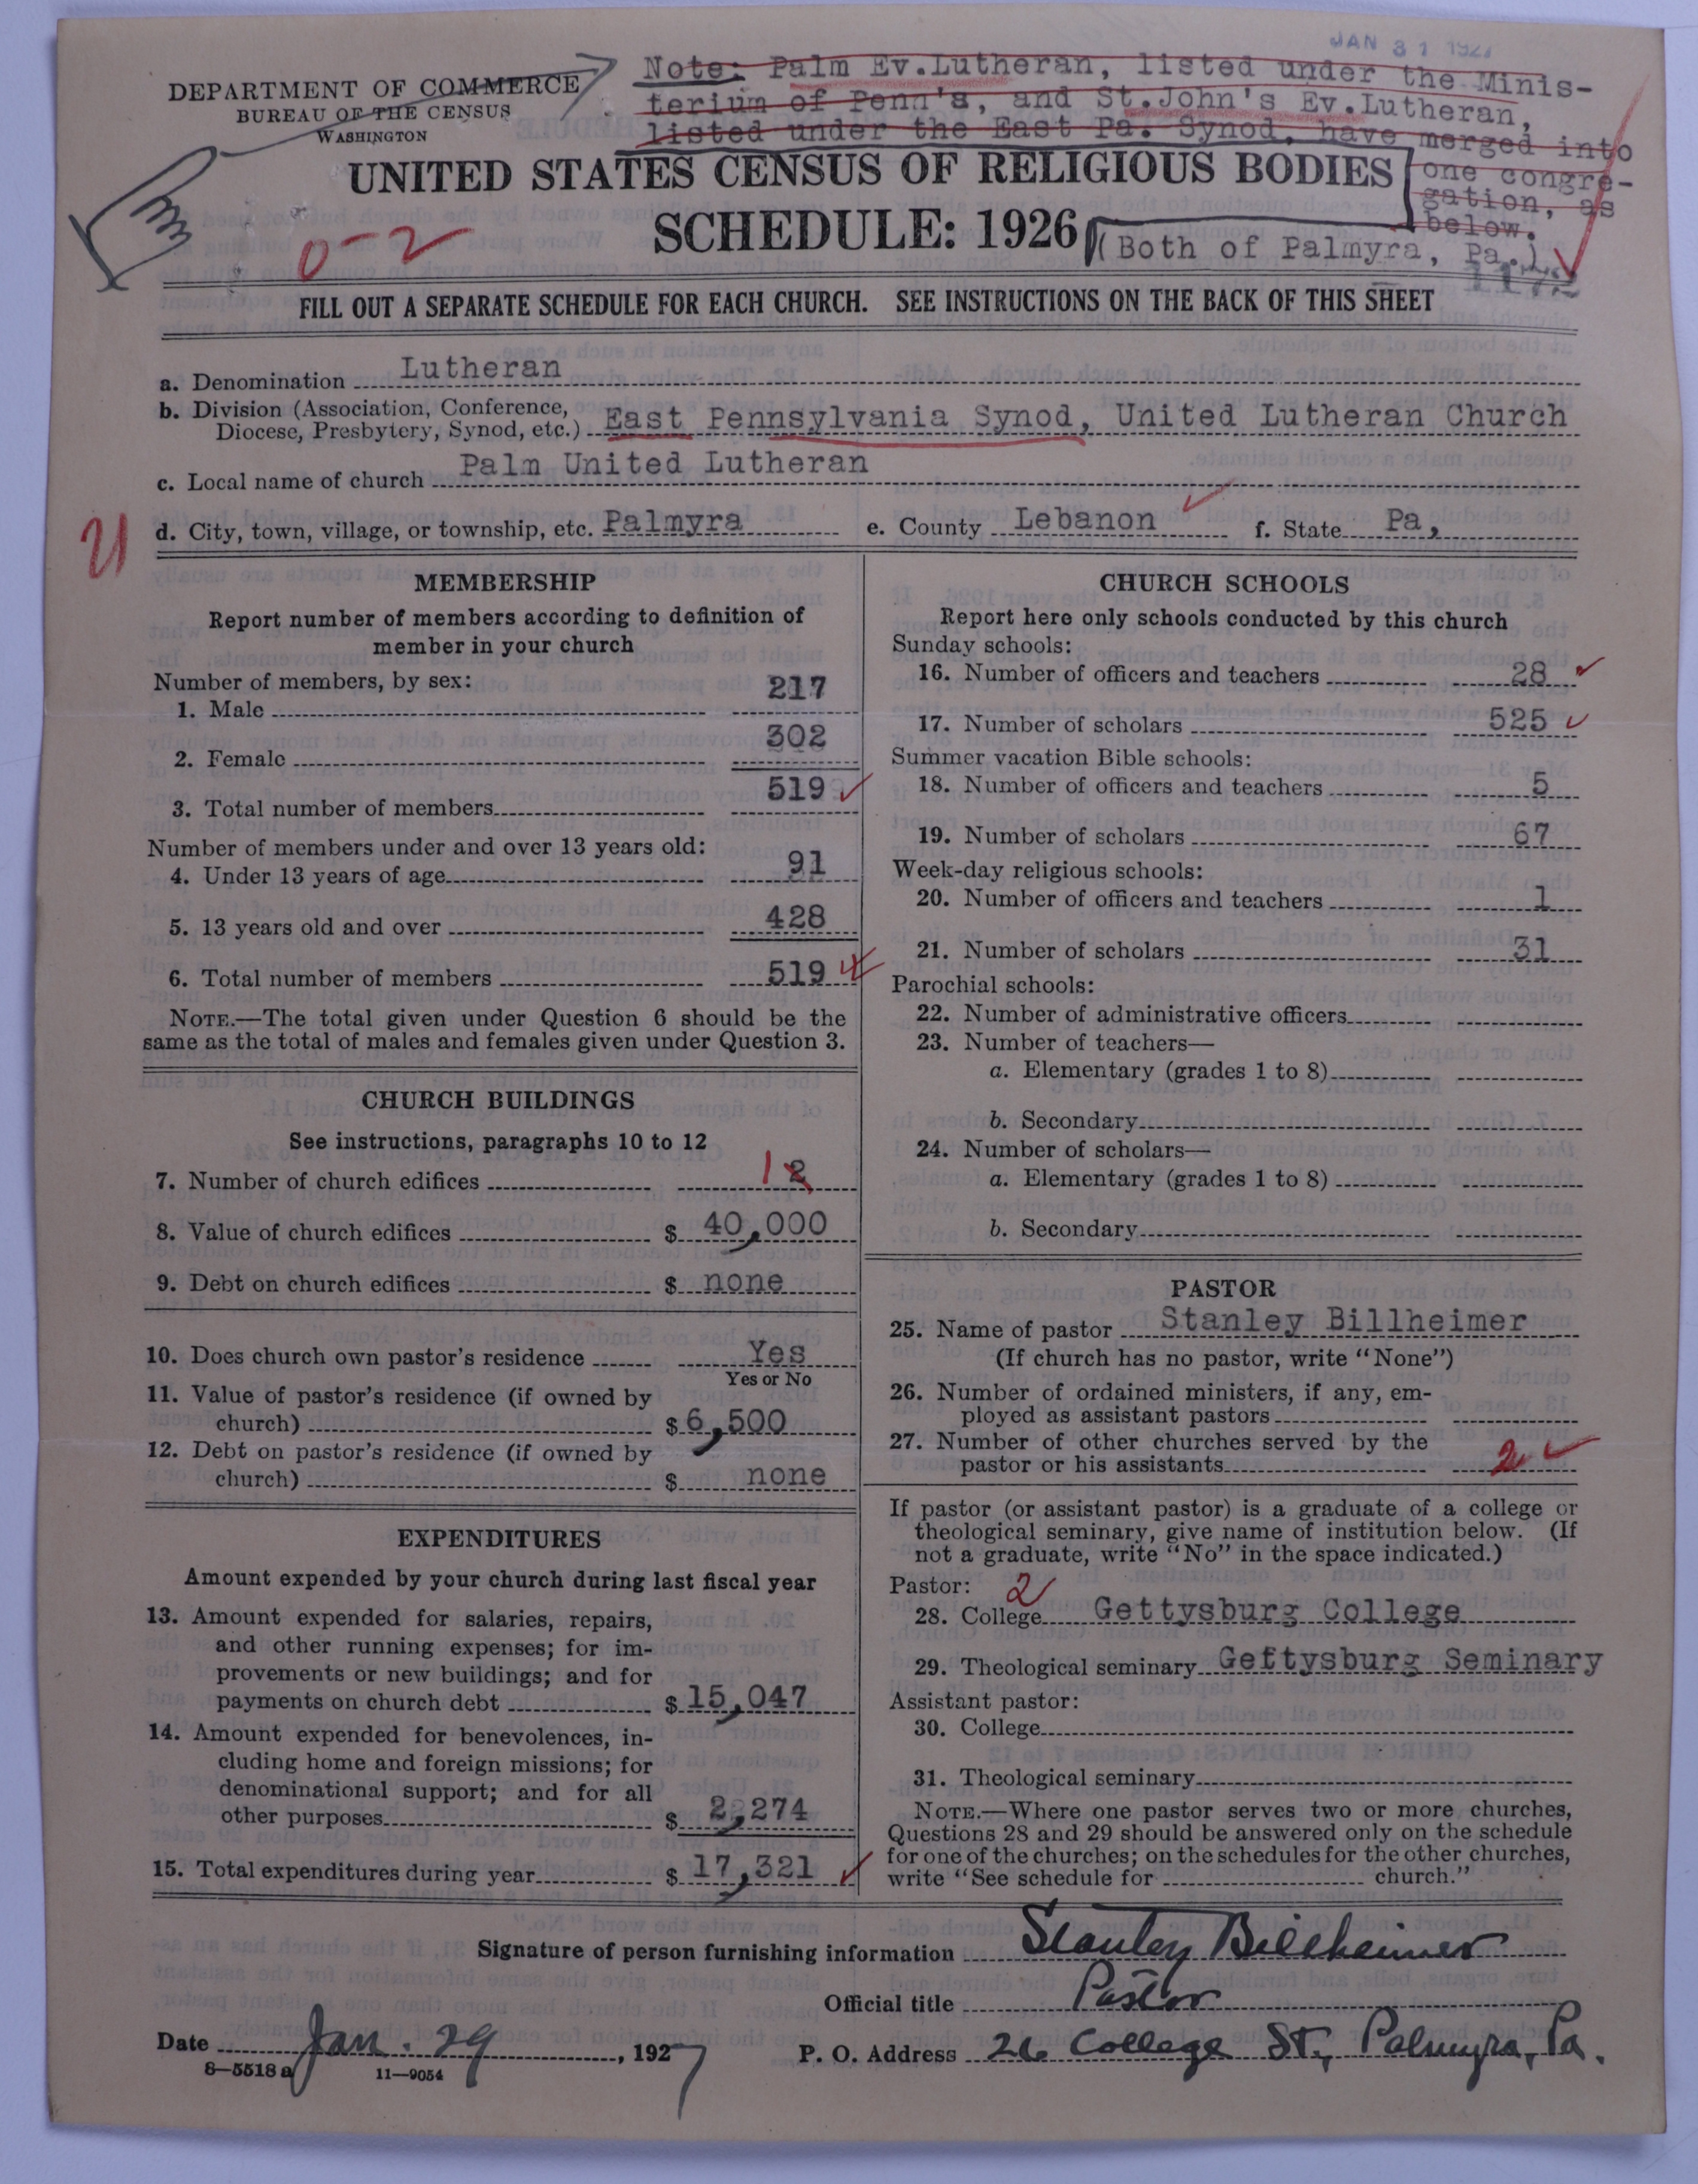 JAN 31 1927
DEPARTMENT OF COMMERCE
BUREAU OF THE CENSUS
WASHINGTON
Note: Palm Ev.Lutheran, listed under the Minis-
terium of Penn's, and St.John's Ev.Lutheran,
listed under the East Pa. Synod, have merged into
one congre-
gation, as
below.
(Both of Palmyra, Pa.)
UNITED STATES CENSUS OF RELIGIOUS BODIES
SCHEDULE: 1926
0-2
FILL OUT A SEPARATE SCHEDULE FOR EACH CHURCH. SEE INSTRUCTIONS ON THE BACK OF THIS SHEET
a. Denomination Lutheran
b. Division (Association, Conference,
Diocese, Presbytery, Synod, etc.) East Pennsylvania Synod, United Lutheran Church
c. Local name of church Palm United Lutheran
d. City, town, village, or township, etc. Palmyra e. County Lebanon f. State Pa,
MEMBERSHIP
Report number of members according to definition of
member in your church
Number of members, by sex:
1. Male 217
2. Female 302
3. Total number of members 519
Number of members under and over 13 years old:
4. Under 13 years of age 91
5. 13 years old and over 428
6. Total number of members 519
NOTE.—The total given under Question 6 should be the
same as the total of males and females given under Question 3.
CHURCH BUILDINGS
See instructions, paragraphs 10 to 12
7. Number of church edifices 1 2
8. Value of church edifices $ 40,000
9. Debt on church edifices $ none
10. Does church own pastor's residence Yes
Yes or No
11. Value of pastor's residence (if owned by
church) $ 6,500
12. Debt on pastor's residence (if owned by
church) $ none
EXPENDITURES
Amount expended by your church during last fiscal year
13. Amount expended for salaries, repairs,
and other running expenses; for im-
provements or new buildings; and for
payments on church debt $ 15,047
14. Amount expended for benevolences, in-
cluding home and foreign missions; for
denominational support; and for all
other purposes $ 2,274
15. Total expenditures during year $ 17,321
CHURCH SCHOOLS
Report here only schools conducted by this church
Sunday schools:
16. Number of officers and teachers 28
17. Number of scholars 525
Summer vacation Bible schools:
18. Number of officers and teachers 5
19. Number of scholars 67
Week-day religious schools:
20. Number of officers and teachers 1
21. Number of scholars 31
Parochial schools:
22. Number of administrative officers
23. Number of teachers—
a. Elementary (grades 1 to 8)
b. Secondary
24. Number of scholars—
a. Elementary (grades 1 to 8)
b. Secondary
PASTOR
25. Name of pastor Stanley Billheimer
(If church has no pastor, write "None")
26. Number of ordained ministers, if any, em-
ployed as assistant pastors
27. Number of other churches served by the
pastor or his assistants
If pastor (or assistant pastor) is a graduate of a college or
theological seminary, give name of institution below. (If
not a graduate, write "No" in the space indicated.)
Pastor: 2
28. College Gettysburg College
29. Theological seminary Gettysburg Seminary
Assistant pastor:
30. College
31. Theological seminary
NOTE.—Where one pastor serves two or more churches,
Questions 28 and 29 should be answered only on the schedule
for one of the churches; on the schedules for the other churches,
write "See schedule for church."
Signature of person furnishing information Stanley Billheimer
Official title Pastor
Date Jan. 29, 1927 P. O. Address 26 College St., Palmyra, Pa.
8—5518 a 11—9054